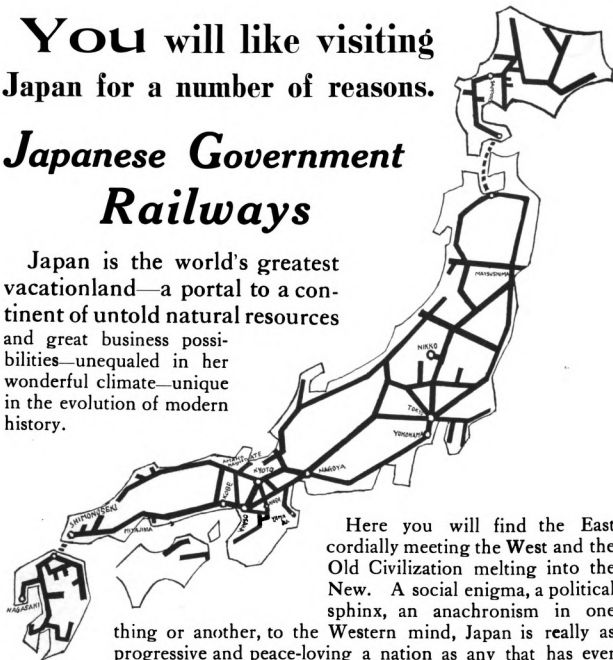 You will like visiting
Japan for a number of reasons.
Japanese Government
Railways
Japan is the world's greatest
vacationland—a portal to a con-
tinent of untold natural resources
and great business possi-
bilities—unequaled in her
wonderful climate—unique
in the evolution of modern
history.
MATSUSHIMA
NIKKO
TOKYO
YOKOHAMA
NAGOYA
KYOTO
KOBE
OSAKA
NARA
SHIMONOSEKI
MIYAJIMA
NAGASAKI
Here you will find the East
cordially meeting the West and the
Old Civilization melting into the
New. A social enigma, a political
sphinx, an anachronism in one
thing or another, to the Western mind, Japan is really as
progressive and peace-loving a nation as any that has ever